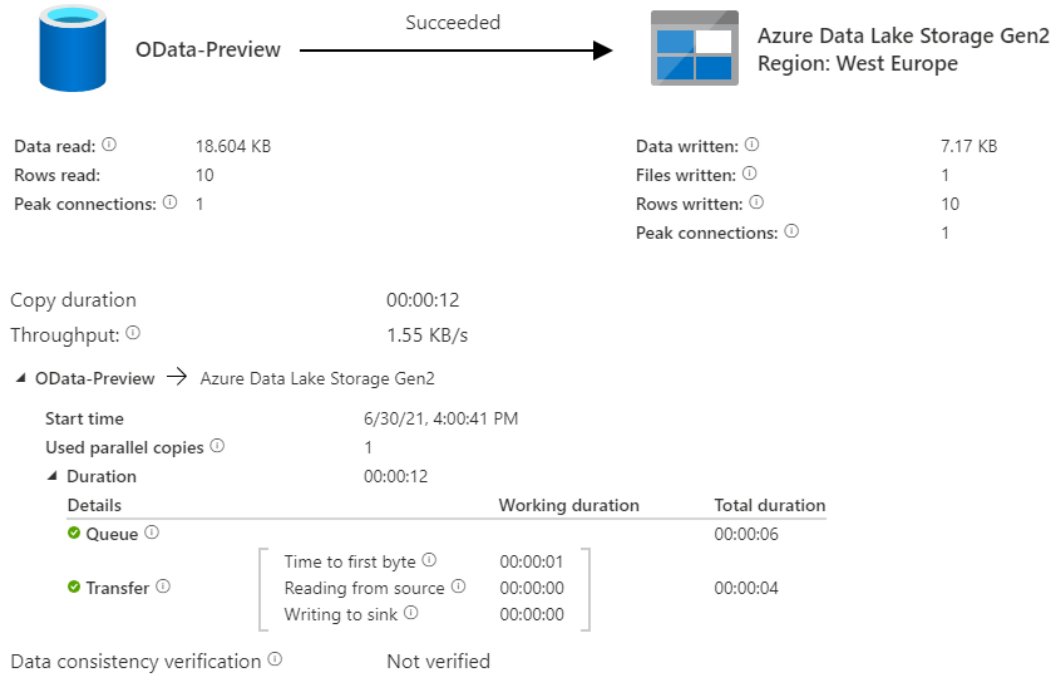 Succeeded
OData-Preview
Azure Data Lake Storage Gen2
Region: West Europe
Data read: 18.604 KB
Rows read: 10
Peak connections: 1
Data written: 7.17 KB
Files written: 1
Rows written: 10
Peak connections: 1
Copy duration 00:00:12
Throughput: 1.55 KB/s
OData-Preview → Azure Data Lake Storage Gen2
Start time 6/30/21, 4:00:41 PM
Used parallel copies 1
Duration 00:00:12
Details Working duration Total duration
Queue 00:00:06
Time to first byte 00:00:01
Transfer Reading from source 00:00:00 00:00:04
Writing to sink 00:00:00
Data consistency verification Not verified